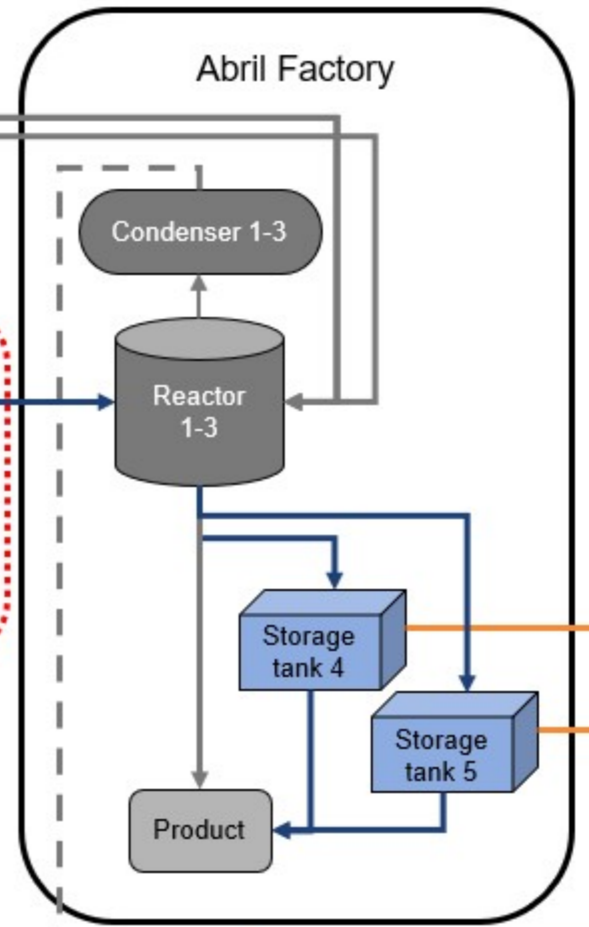 Abril Factory
Condenser 1-3
Reactor
1-3
Storage
tank 4
Storage
tank 5
Product